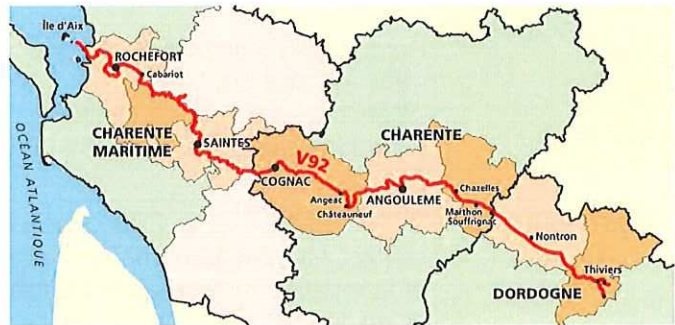 Île d'Aix
ROCHEFORT
Cabariot
OCÉAN ATLANTIQUE
CHARENTE
MARITIME
SAINTES
COGNAC
V92
CHARENTE
Angeac
Châteauneuf
ANGOULEME
Chazelles
Marthon
Souffrignac
Nontron
Thiviers
DORDOGNE